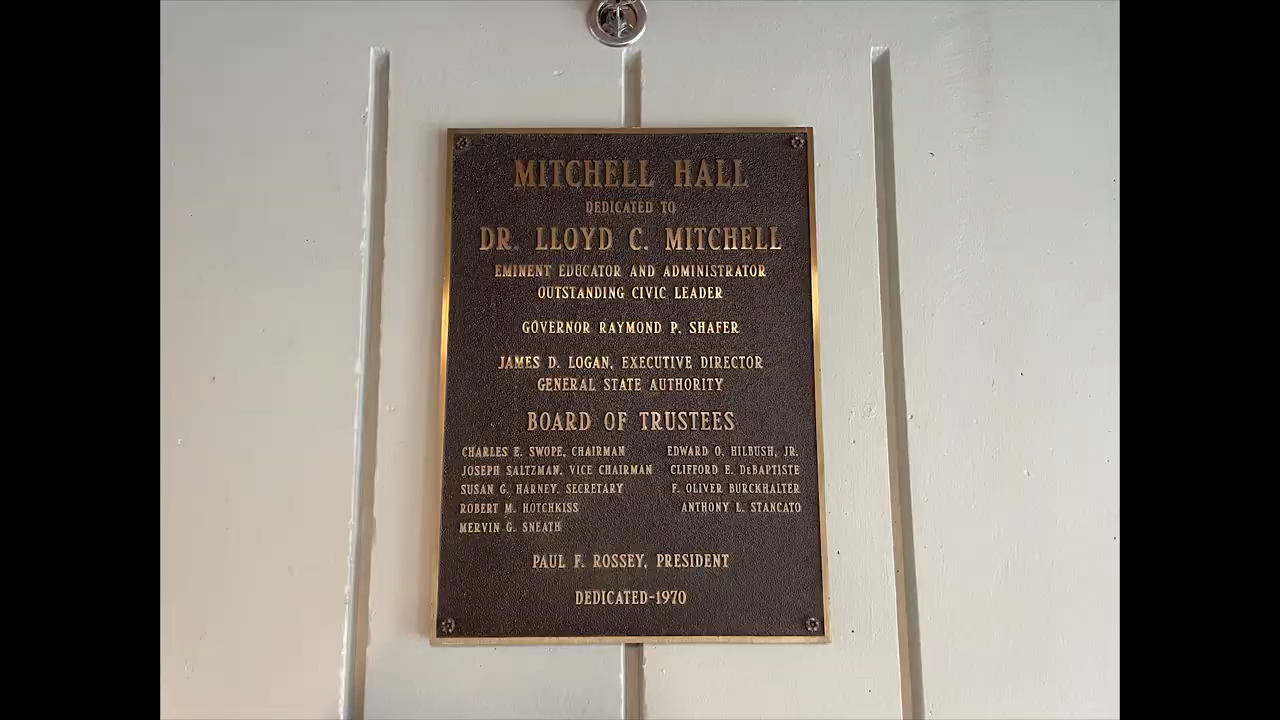 MITCHELL HALL
DEDICATED TO
DR. LLOYD C. MITCHELL
EMINENT EDUCATOR AND ADMINISTRATOR
OUTSTANDING CIVIC LEADER
GOVERNOR RAYMOND P. SHAFER
JAMES D. LOGAN, EXECUTIVE DIRECTOR
GENERAL STATE AUTHORITY
BOARD OF TRUSTEES
CHARLES E. SWOPE, CHAIRMAN EDWARD O. HILBUSH, JR.
JOSEPH SALTZMAN, VICE CHAIRMAN CLIFFORD E. DEBAPTISTE
SUSAN G. HARNEY, SECRETARY F. OLIVER BURCKHALTER
ROBERT M. HOTCHKISS ANTHONY L. STANCATO
MERVIN G. SNEATH
PAUL F. ROSSEY, PRESIDENT
DEDICATED-1970